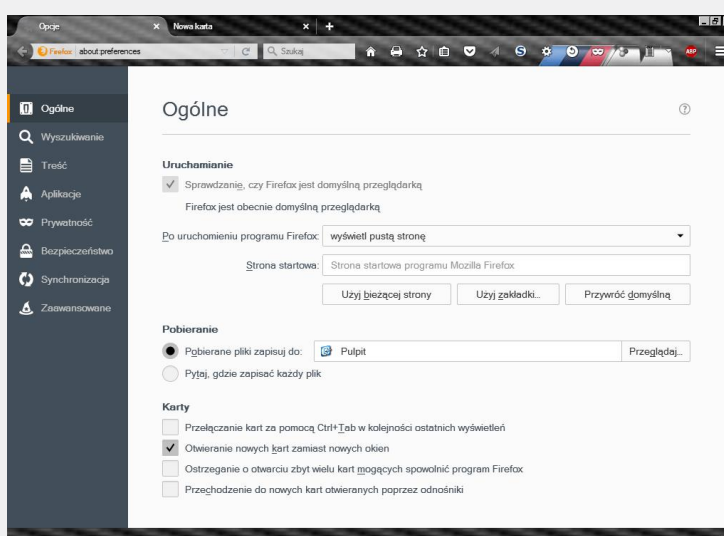 Opcje
Nowa karta
Firefox about:preferences
Szukaj
ABP
Ogólne
Wyszukiwanie
Treść
Aplikacje
Prywatność
Bezpieczeństwo
Synchronizacja
Zaawansowane
Ogólne
Uruchamianie
Sprawdzanie, czy Firefox jest domyślną przeglądarką
Firefox jest obecnie domyślną przeglądarką
Po uruchomieniu programu Firefox: wyświetl pustą stronę
Strona startowa: Strona startowa programu Mozilla Firefox
Użyj bieżącej strony Użyj zakładki... Przywróć domyślną
Pobieranie
Pobierane pliki zapisuj do: Pulpit Przeglądaj...
Pytaj, gdzie zapisać każdy plik
Karty
Przełączanie kart za pomocą Ctrl+Tab w kolejności ostatnich wyświetleń
Otwieranie nowych kart zamiast nowych okien
Ostrzeganie o otwarciu zbyt wielu kart mogących spowolnić program Firefox
Przechodzenie do nowych kart otwieranych poprzez odnośniki